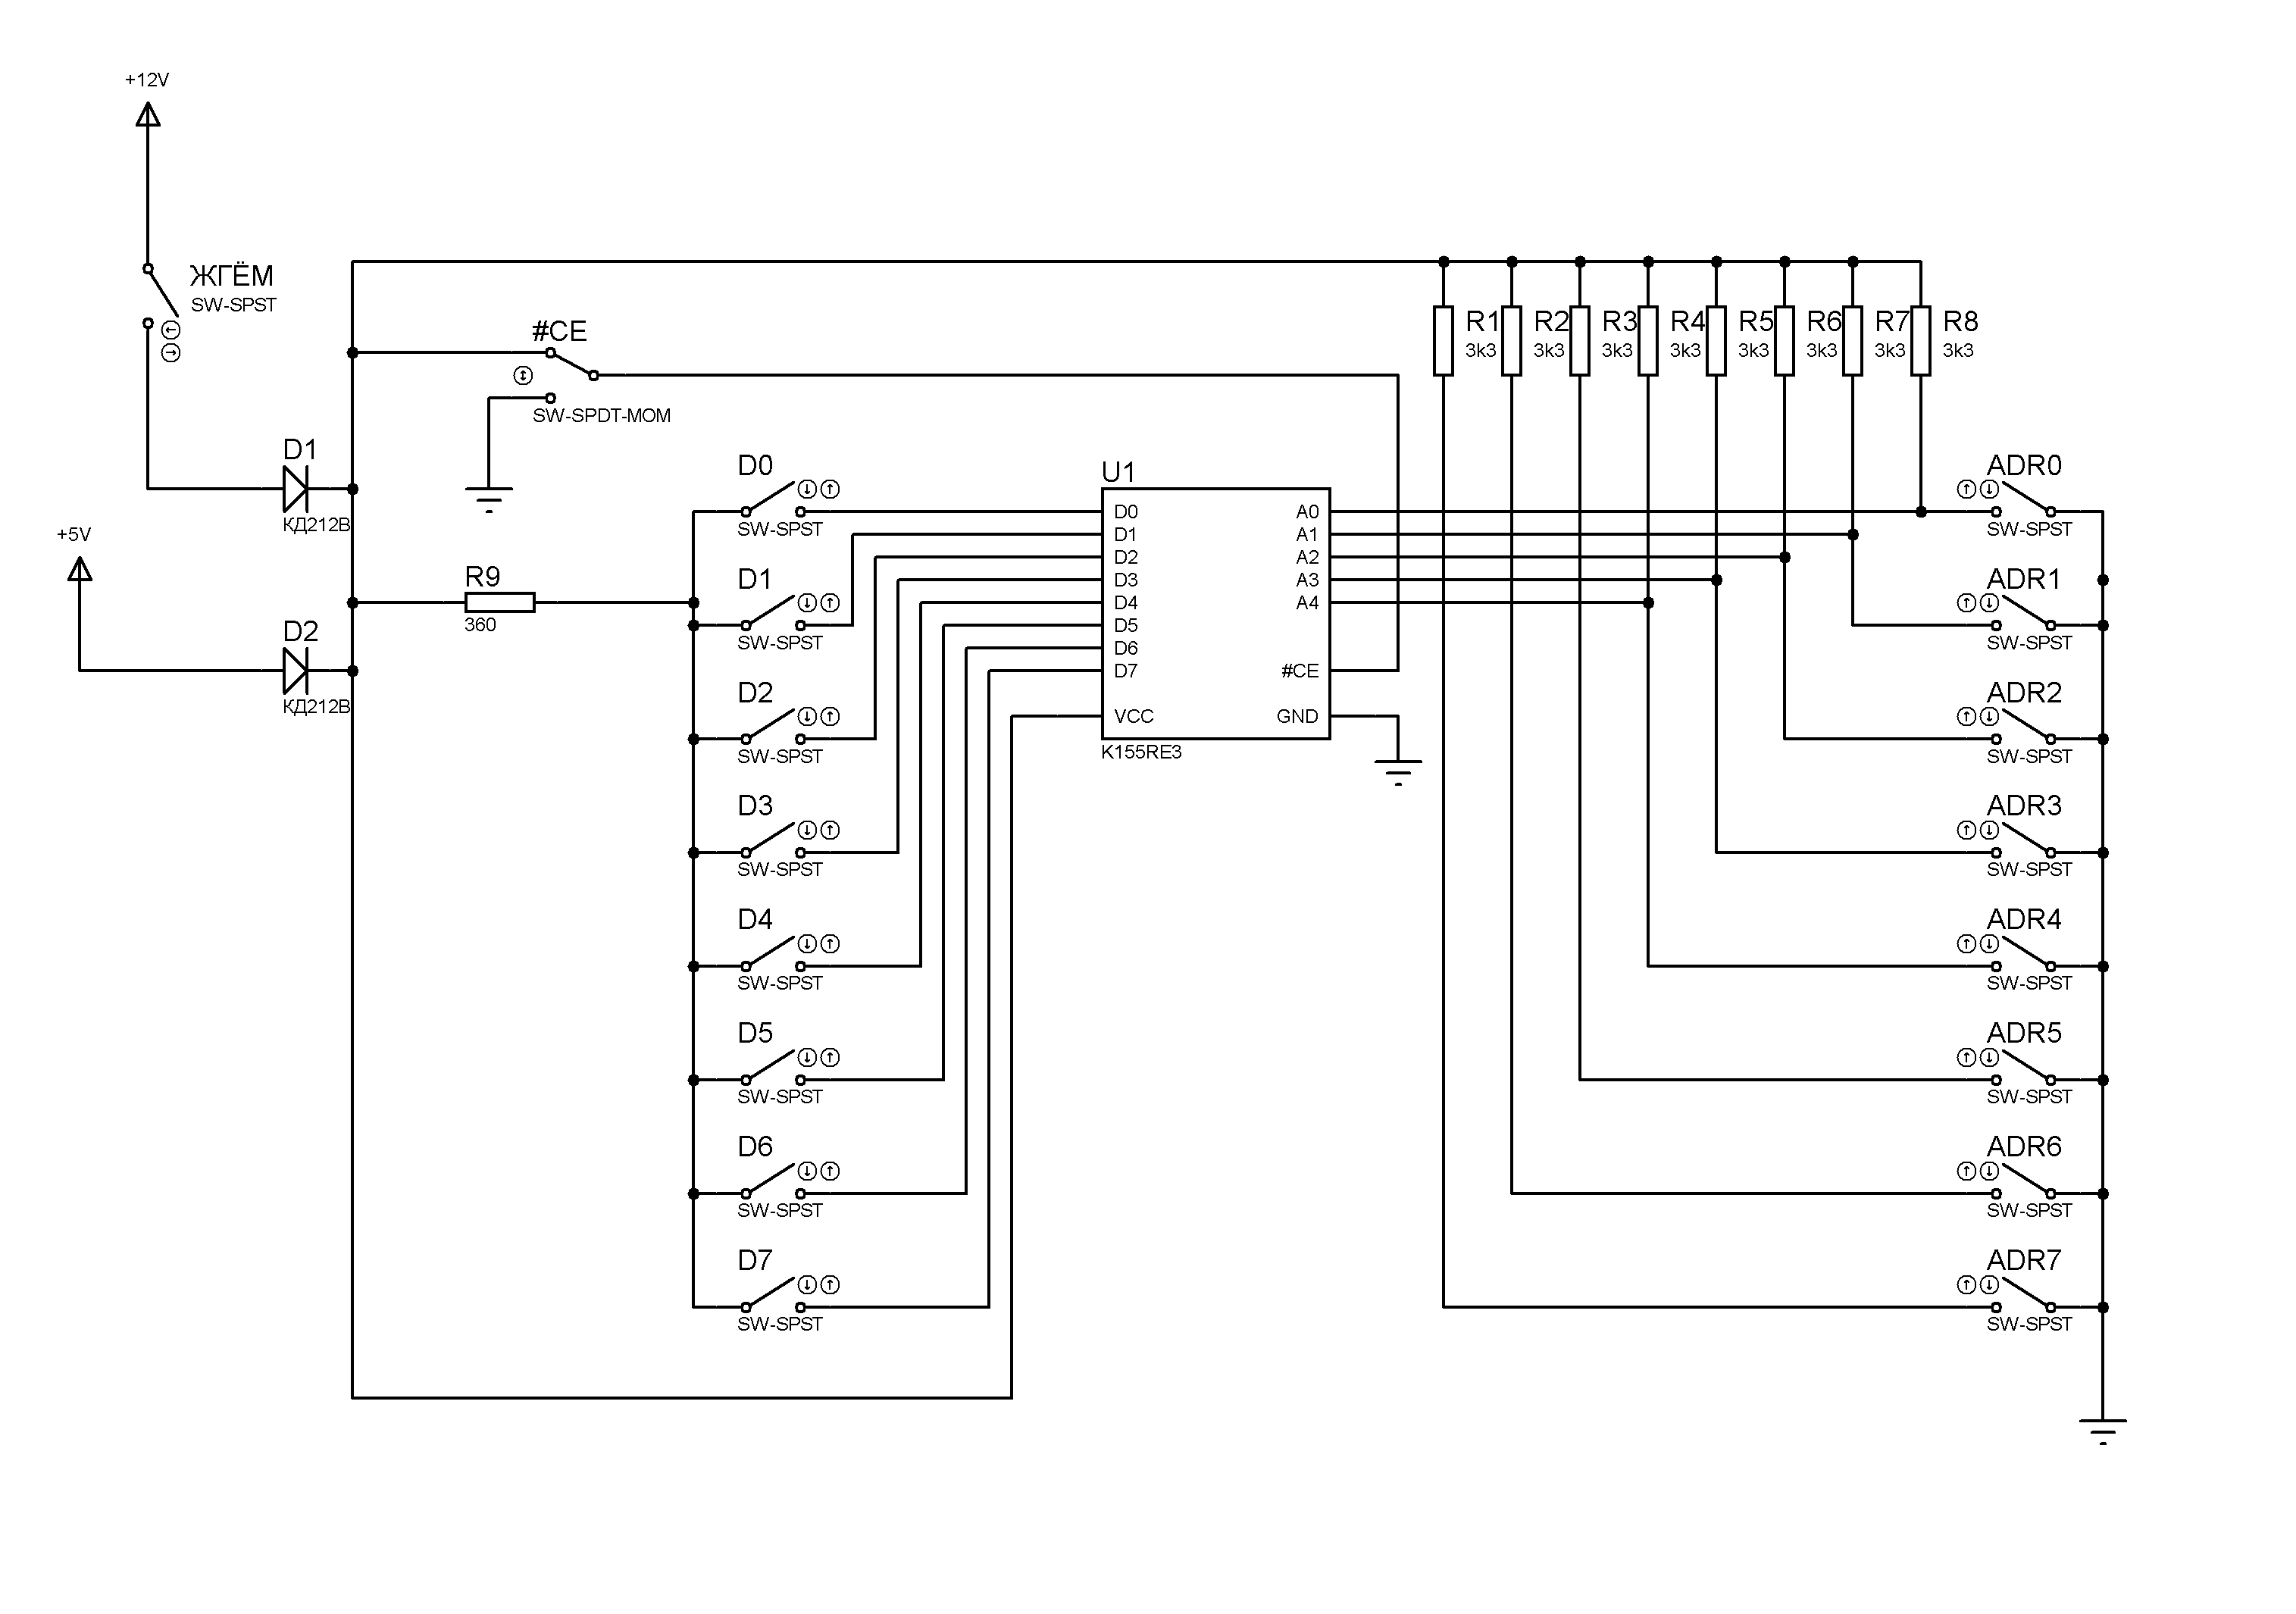 +12V
ЖГЁМ
SW-SPST
#CE
SW-SPDT-MOM
R1
3k3
R2
3k3
R3
3k3
R4
3k3
R5
3k3
R6
3k3
R7
3k3
R8
3k3
D1
КД212В
+5V
D2
КД212В
R9
360
D0
SW-SPST
D1
SW-SPST
D2
SW-SPST
D3
SW-SPST
D4
SW-SPST
D5
SW-SPST
D6
SW-SPST
D7
SW-SPST
U1
D0
D1
D2
D3
D4
D5
D6
D7
VCC
A0
A1
A2
A3
A4
#CE
GND
K155RE3
ADR0
SW-SPST
ADR1
SW-SPST
ADR2
SW-SPST
ADR3
SW-SPST
ADR4
SW-SPST
ADR5
SW-SPST
ADR6
SW-SPST
ADR7
SW-SPST